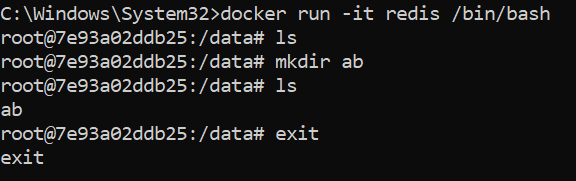 C:\Windows\System32>docker run -it redis /bin/bash
root@7e93a02ddb25:/data# ls
root@7e93a02ddb25:/data# mkdir ab
root@7e93a02ddb25:/data# ls
ab
root@7e93a02ddb25:/data# exit
exit